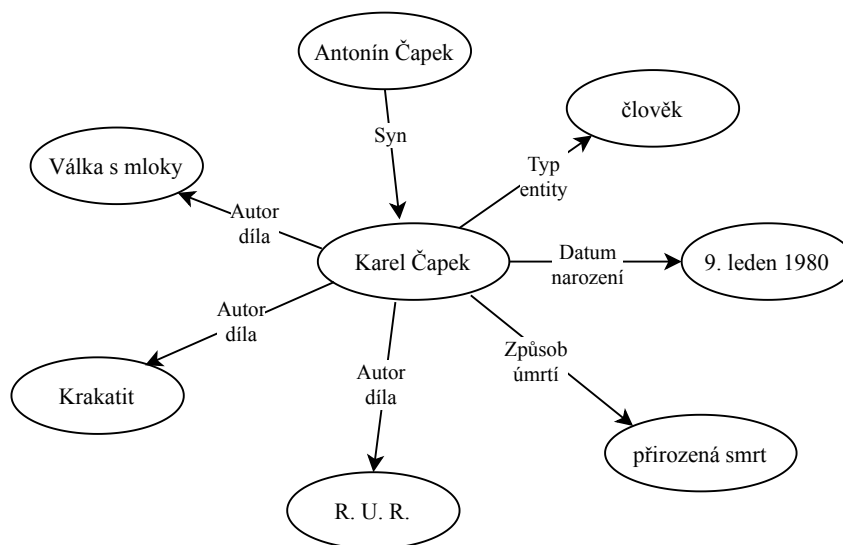 Antonín Čapek
člověk
Syn
Typ
entity
Válka s mloky
Autor
díla
Karel Čapek
Datum
narození
9. leden 1980
Autor
díla
Způsob
úmrtí
Autor
díla
Krakatit
přirozená smrt
R. U. R.